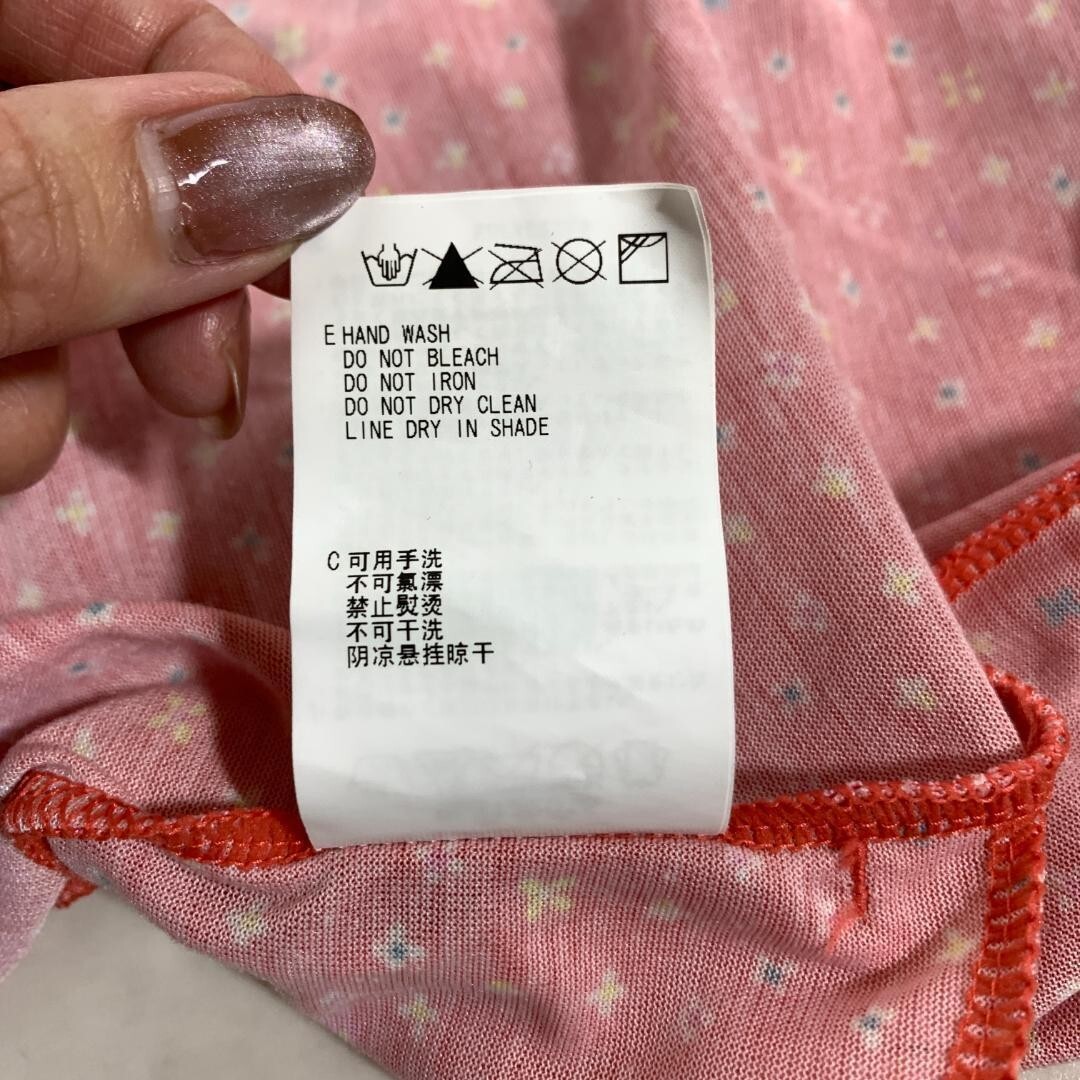 E HAND WASH
DO NOT BLEACH
DO NOT IRON
DO NOT DRY CLEAN
LINE DRY IN SHADE
C 可用手洗
不可氯漂
禁止熨烫
不可干洗
阴凉悬挂晾干